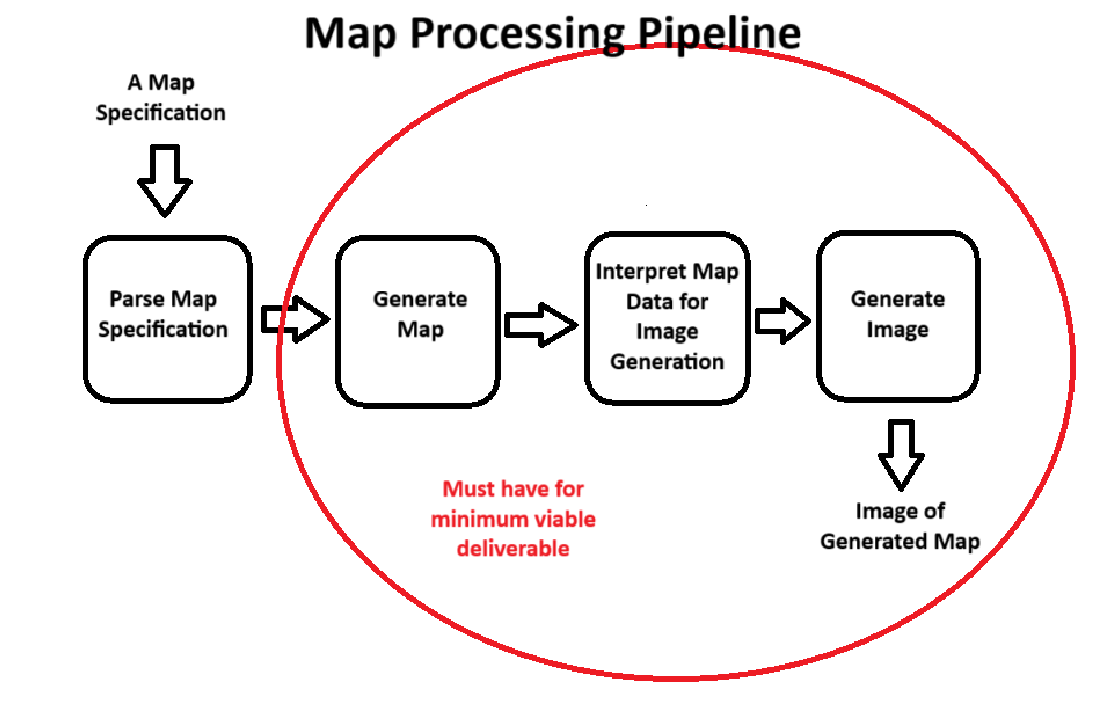 Map Processing Pipeline
A Map
Specification
Parse Map
Specification
Generate
Map
Interpret Map
Data for
Image
Generation
Generate
Image
Must have for
minimum viable
deliverable
Image of
Generated Map